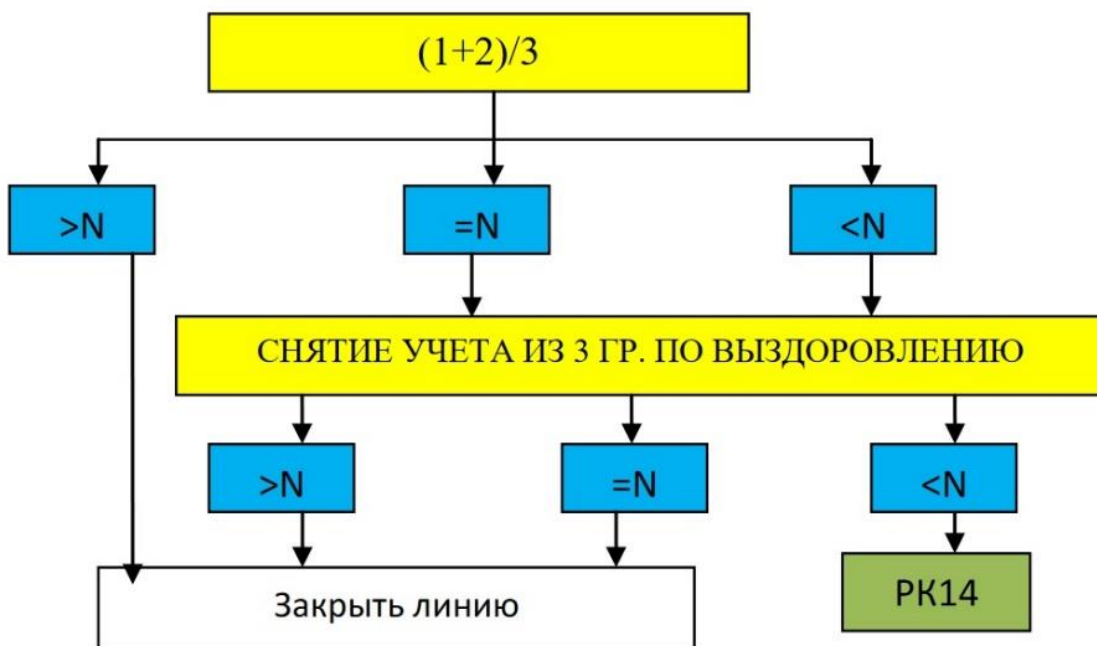 (1+2)/3
>N
=N
<N
СНЯТИЕ УЧЕТА ИЗ 3 ГР. ПО ВЫЗДОРОВЛЕНИЮ
>N
=N
<N
Закрыть линию
РК14